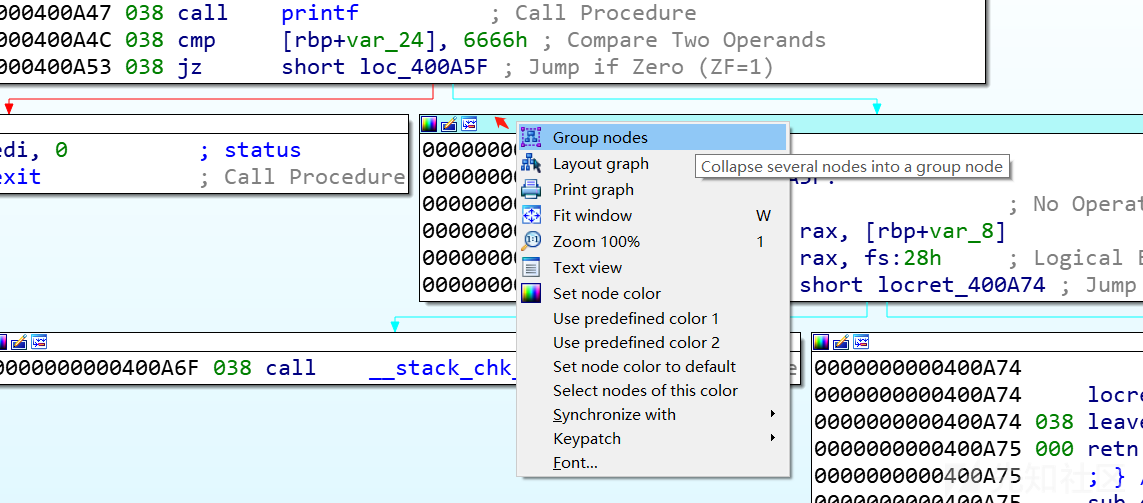 000400A47 038 call printf ; Call Procedure
000400A4C 038 cmp [rbp+var_24], 6666h ; Compare Two Operands
000400A53 038 jz short loc_400A5F ; Jump if Zero (ZF=1)
edi, 0 ; status
exit ; Call Procedure
00000000
00000000
00000000 ; No Operat
00000000 rax, [rbp+var_8]
00000000 rax, fs:28h ; Logical E
00000000 short locret_400A74 ; Jump
Group nodes
Layout graph
Collapse several nodes into a group node
Print graph
Fit window W
Zoom 100% 1
Text view
Set node color
Use predefined color 1
Use predefined color 2
Set node color to default
Select nodes of this color
Synchronize with
Keypatch
Font...
0000000000400A6F 038 call __stack_chk_
0000000000400A74
0000000000400A74 locre
0000000000400A74 038 leave
0000000000400A75 000 retn
0000000000400A75 ; }
0000000000400A75